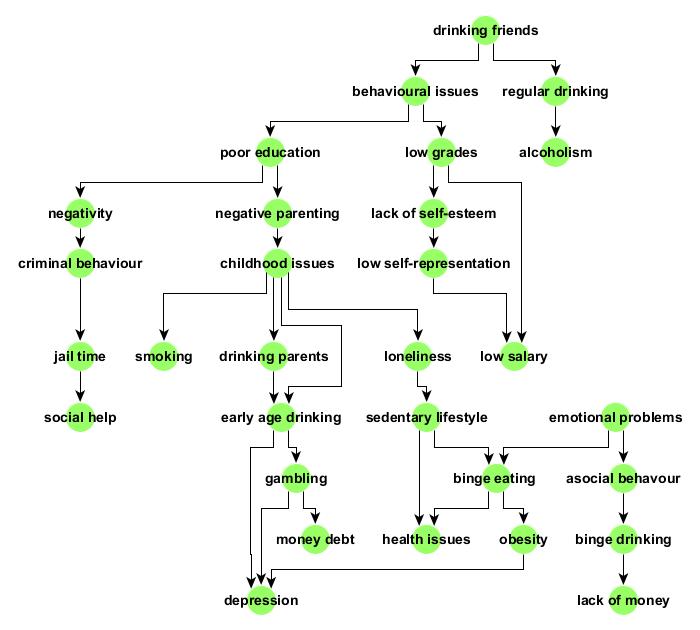 drinking friends
behavioural issues
regular drinking
poor education
low grades
alcoholism
negativity
negative parenting
lack of self-esteem
criminal behaviour
childhood issues
low self-representation
jail time
smoking
drinking parents
loneliness
low salary
social help
early age drinking
sedentary lifestyle
emotional problems
gambling
binge eating
asocial behavour
money debt
health issues
obesity
binge drinking
depression
lack of money